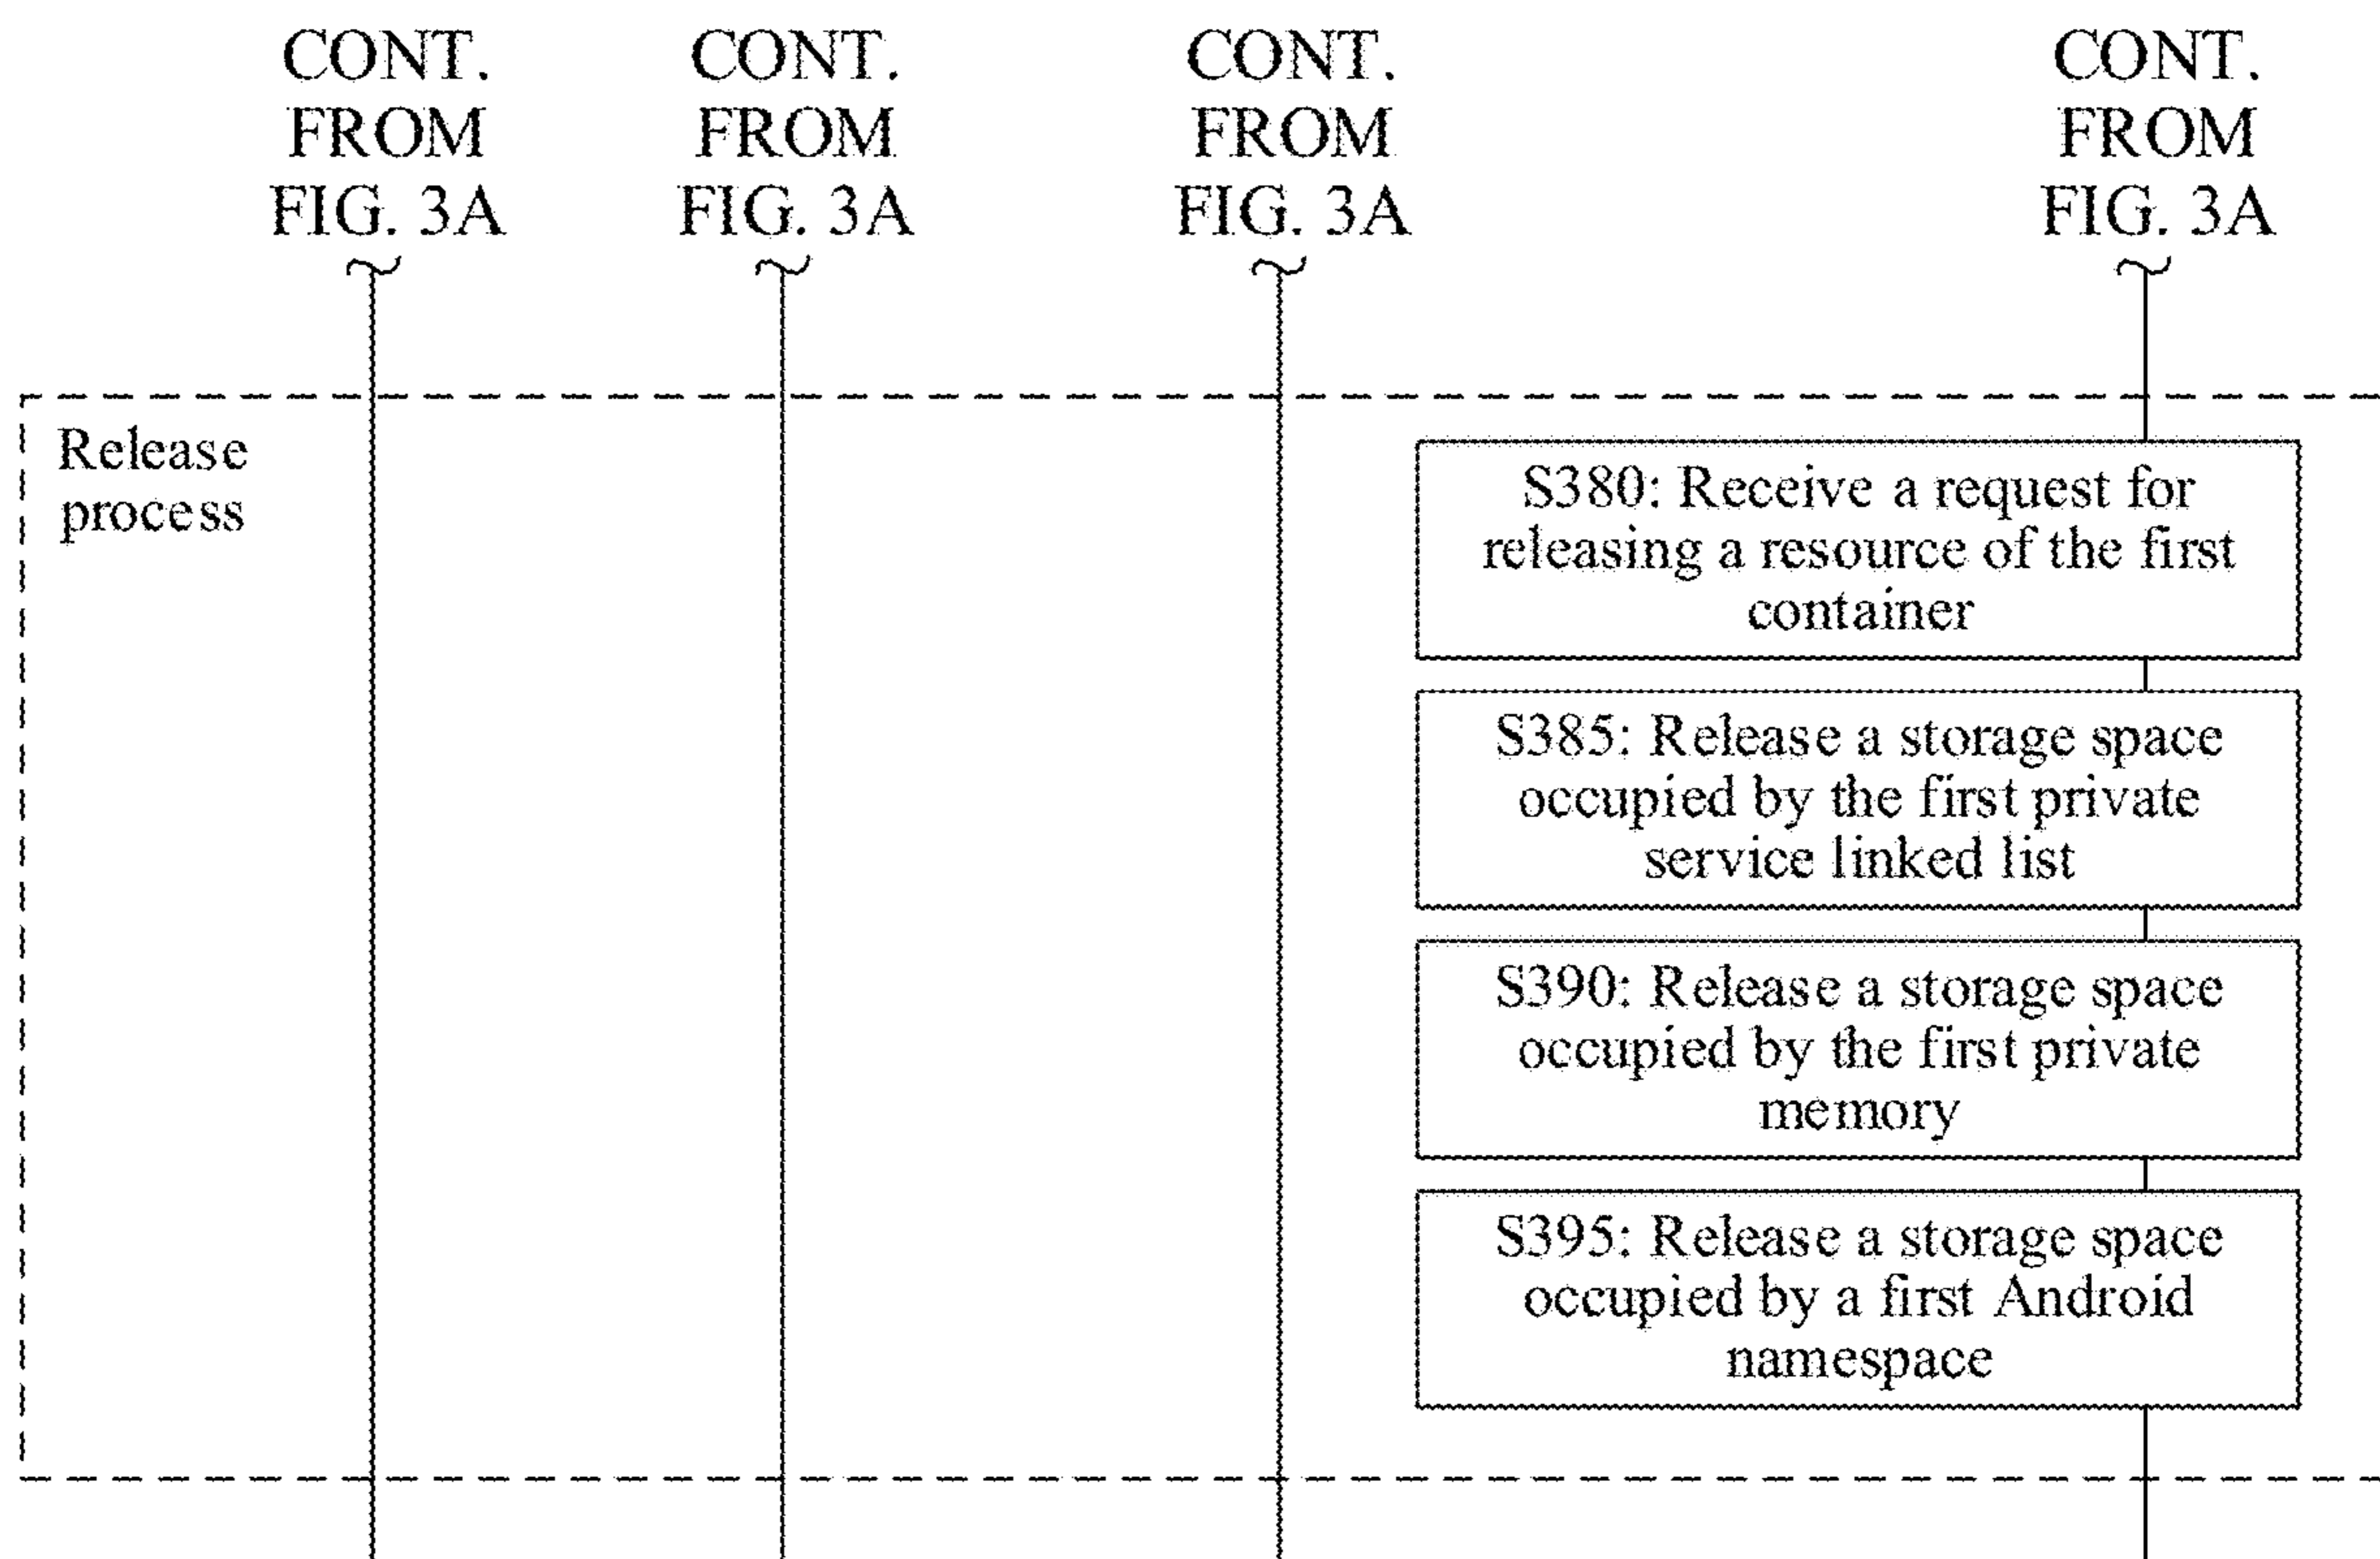 CONT.
FROM
FIG. 3A
CONT.
FROM
FIG. 3A
CONT.
FROM
FIG. 3A
CONT.
FROM
FIG. 3A
Release
process
S380: Receive a request for
releasing a resource of the first
container
S385: Release a storage space
occupied by the first private
service linked list
S390: Release a storage space
occupied by the first private
memory
S395: Release a storage space
occupied by a first Android
namespace